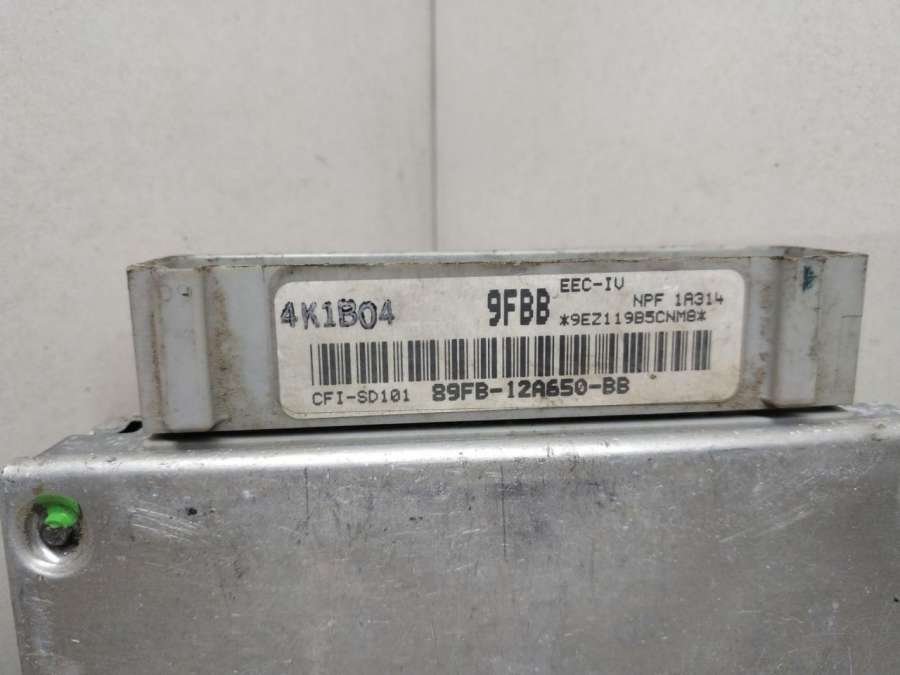 4K1B04 9FBB EEC-IV
NPF 1A314
*9EZ119B5CNM8*
CFI-SD101 89FB-12A650-BB